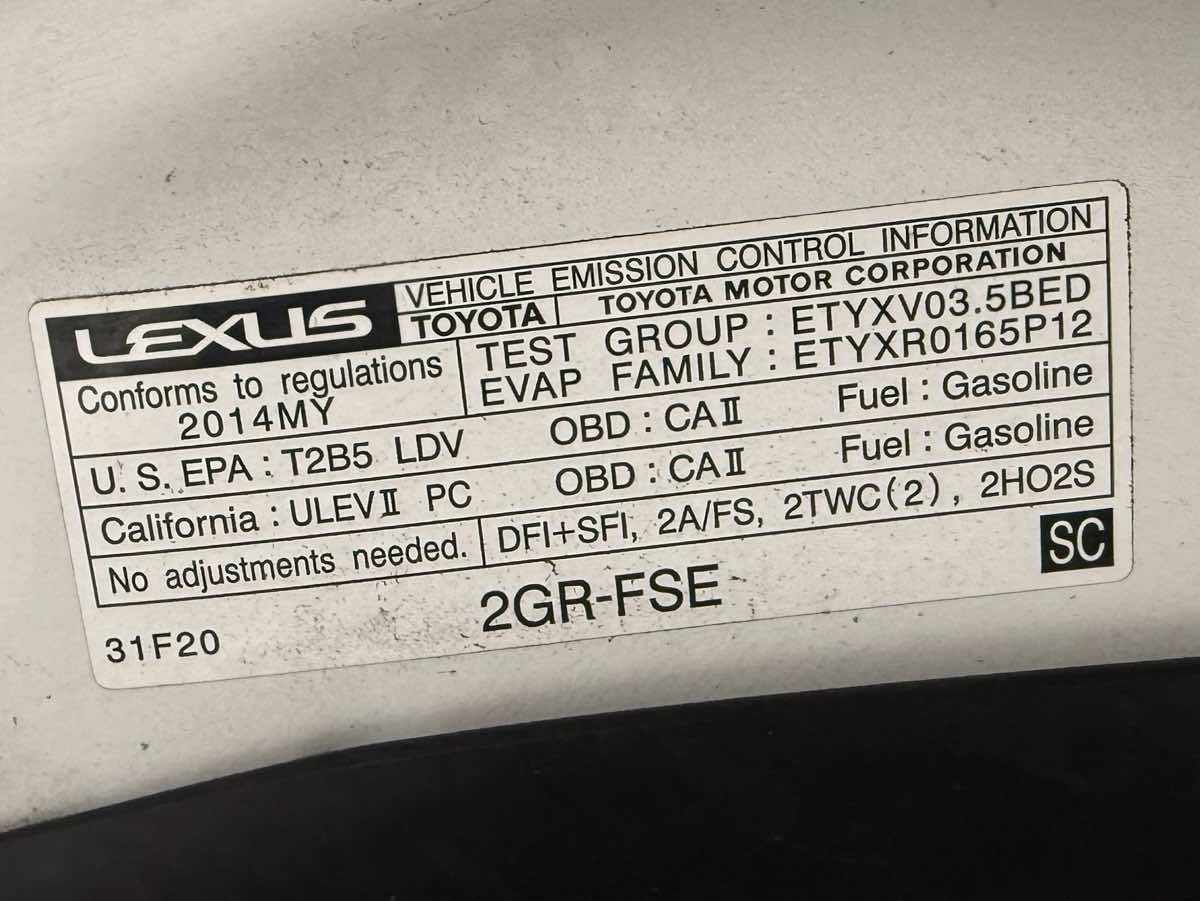 LEXUS
VEHICLE EMISSION CONTROL INFORMATION
TOYOTA TOYOTA MOTOR CORPORATION
Conforms to regulations
2014MY
TEST GROUP : ETYXV03.5BED
EVAP FAMILY : ETYXR0165P12
U. S. EPA : T2B5 LDV OBD : CAⅡ Fuel : Gasoline
California : ULEVⅡ PC OBD : CAⅡ Fuel : Gasoline
No adjustments needed. DFI+SFI, 2A/FS, 2TWC(2), 2HO2S
31F20 2GR-FSE SC